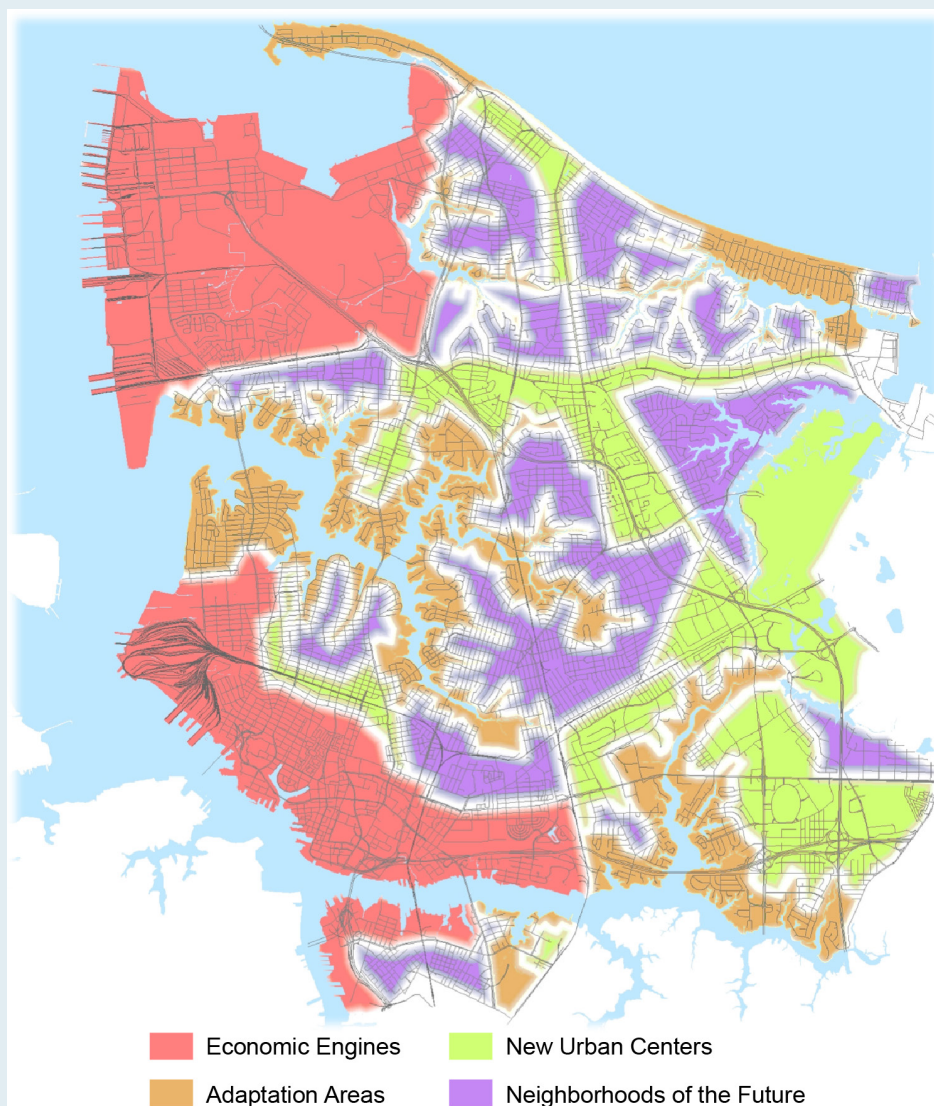 Economic Engines
New Urban Centers
Adaptation Areas
Neighborhoods of the Future